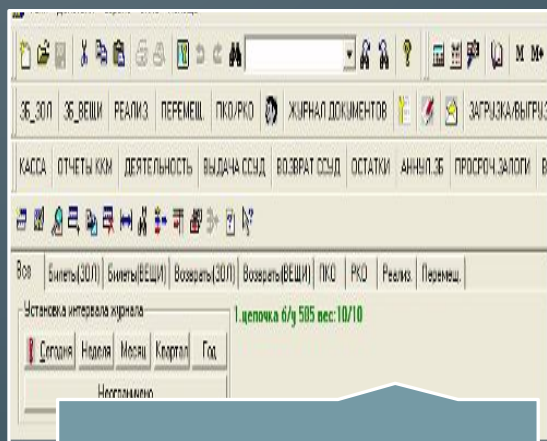 М М+
ЗБ_ЗОЛ ЗБ_ВЕЩИ РЕАЛИЗ ПЕРЕМЕЩ. ПКО/РКО ЖУРНАЛ ДОКУМЕНТОВ
КАССА ОТЧЕТЫ ККМ ДЕЯТЕЛЬНОСТЬ ВЫДАЧА ССУД ВОЗВРАТ ССУД ОСТАТКИ АННУЛ.ЗБ ПРОСРОЧ.ЗАЛОГИ
Все Билеты(ЗОЛ) Билеты(ВЕЩИ) Возвраты(ЗОЛ) Возвраты(ВЕЩИ) ПКО РКО Реализ. Перемещ.
Установка интервала журнала 1.цепочка б/у 585 вес:10/10
Сегодня Неделя Месяц Квартал Год
Неограничено